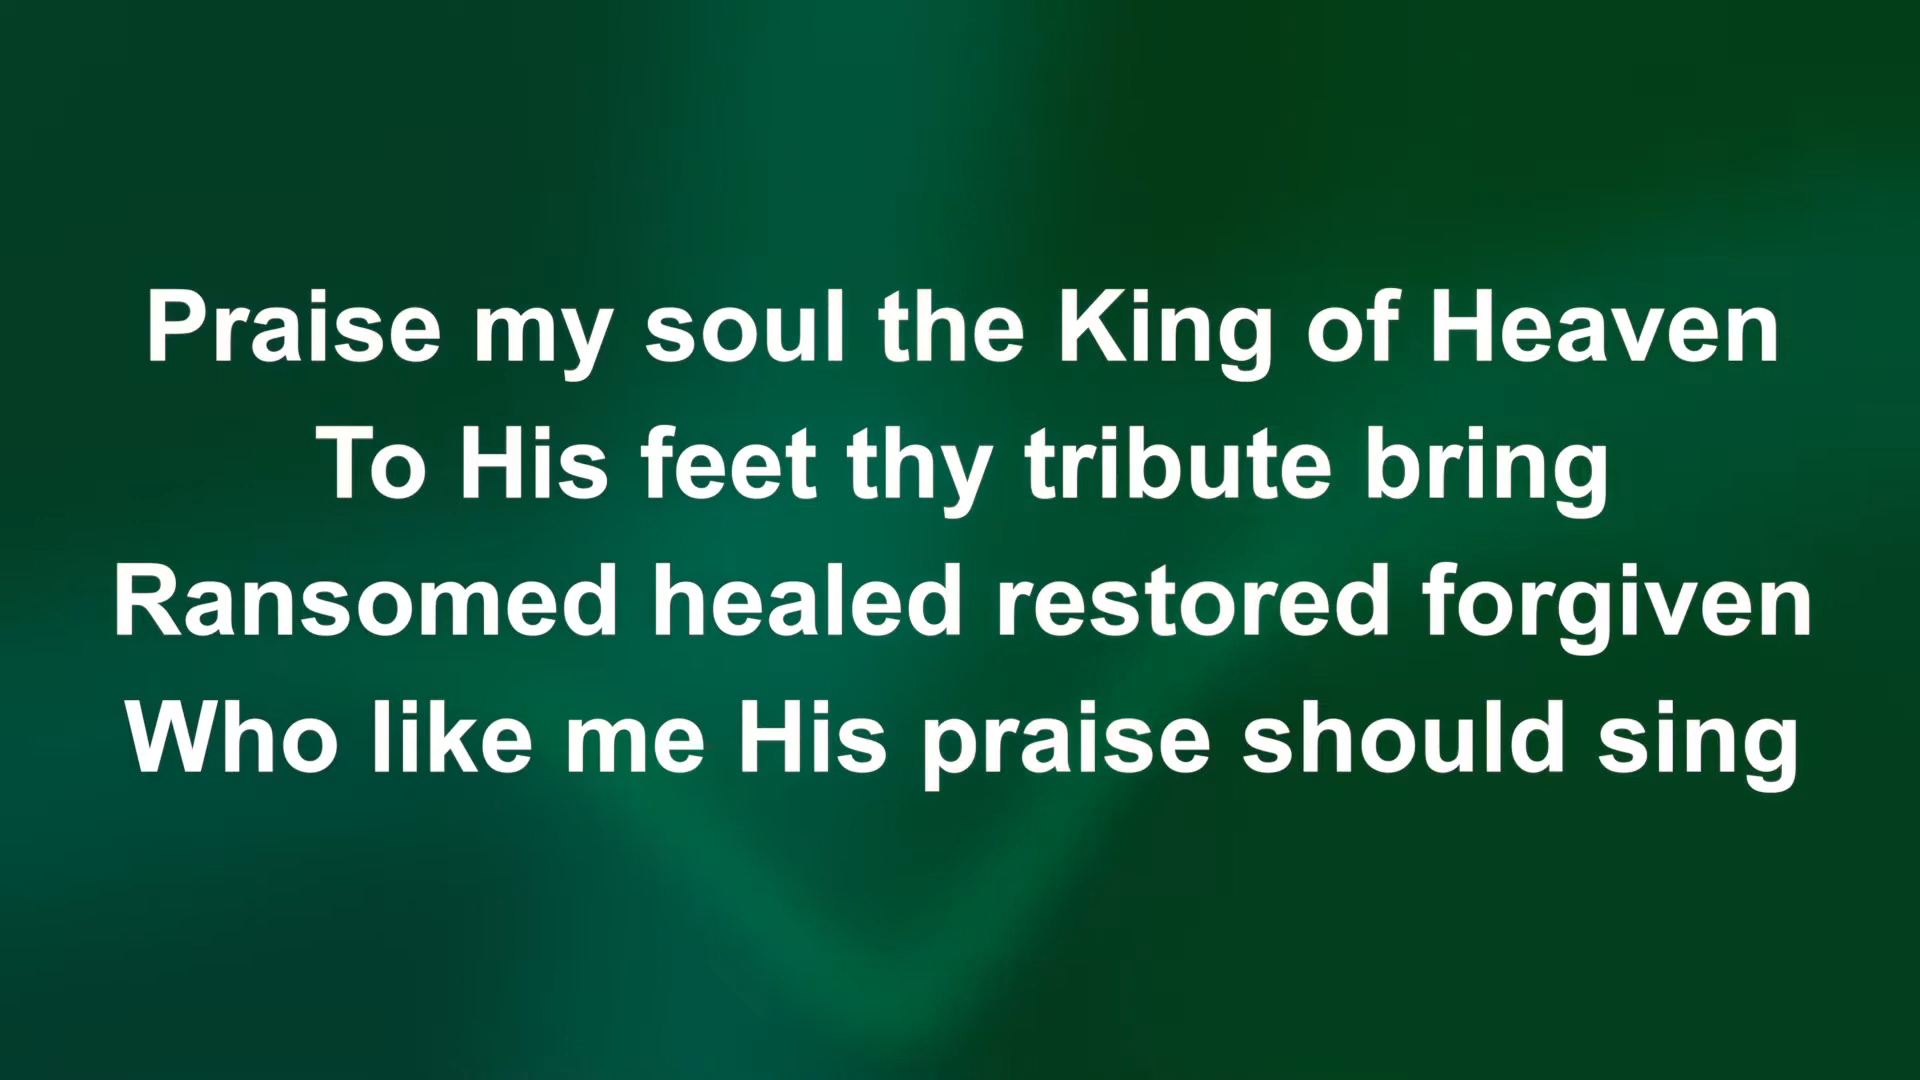 Praise my soul the King of Heaven
To His feet thy tribute bring
Ransomed healed restored forgiven
Who like me His praise should sing